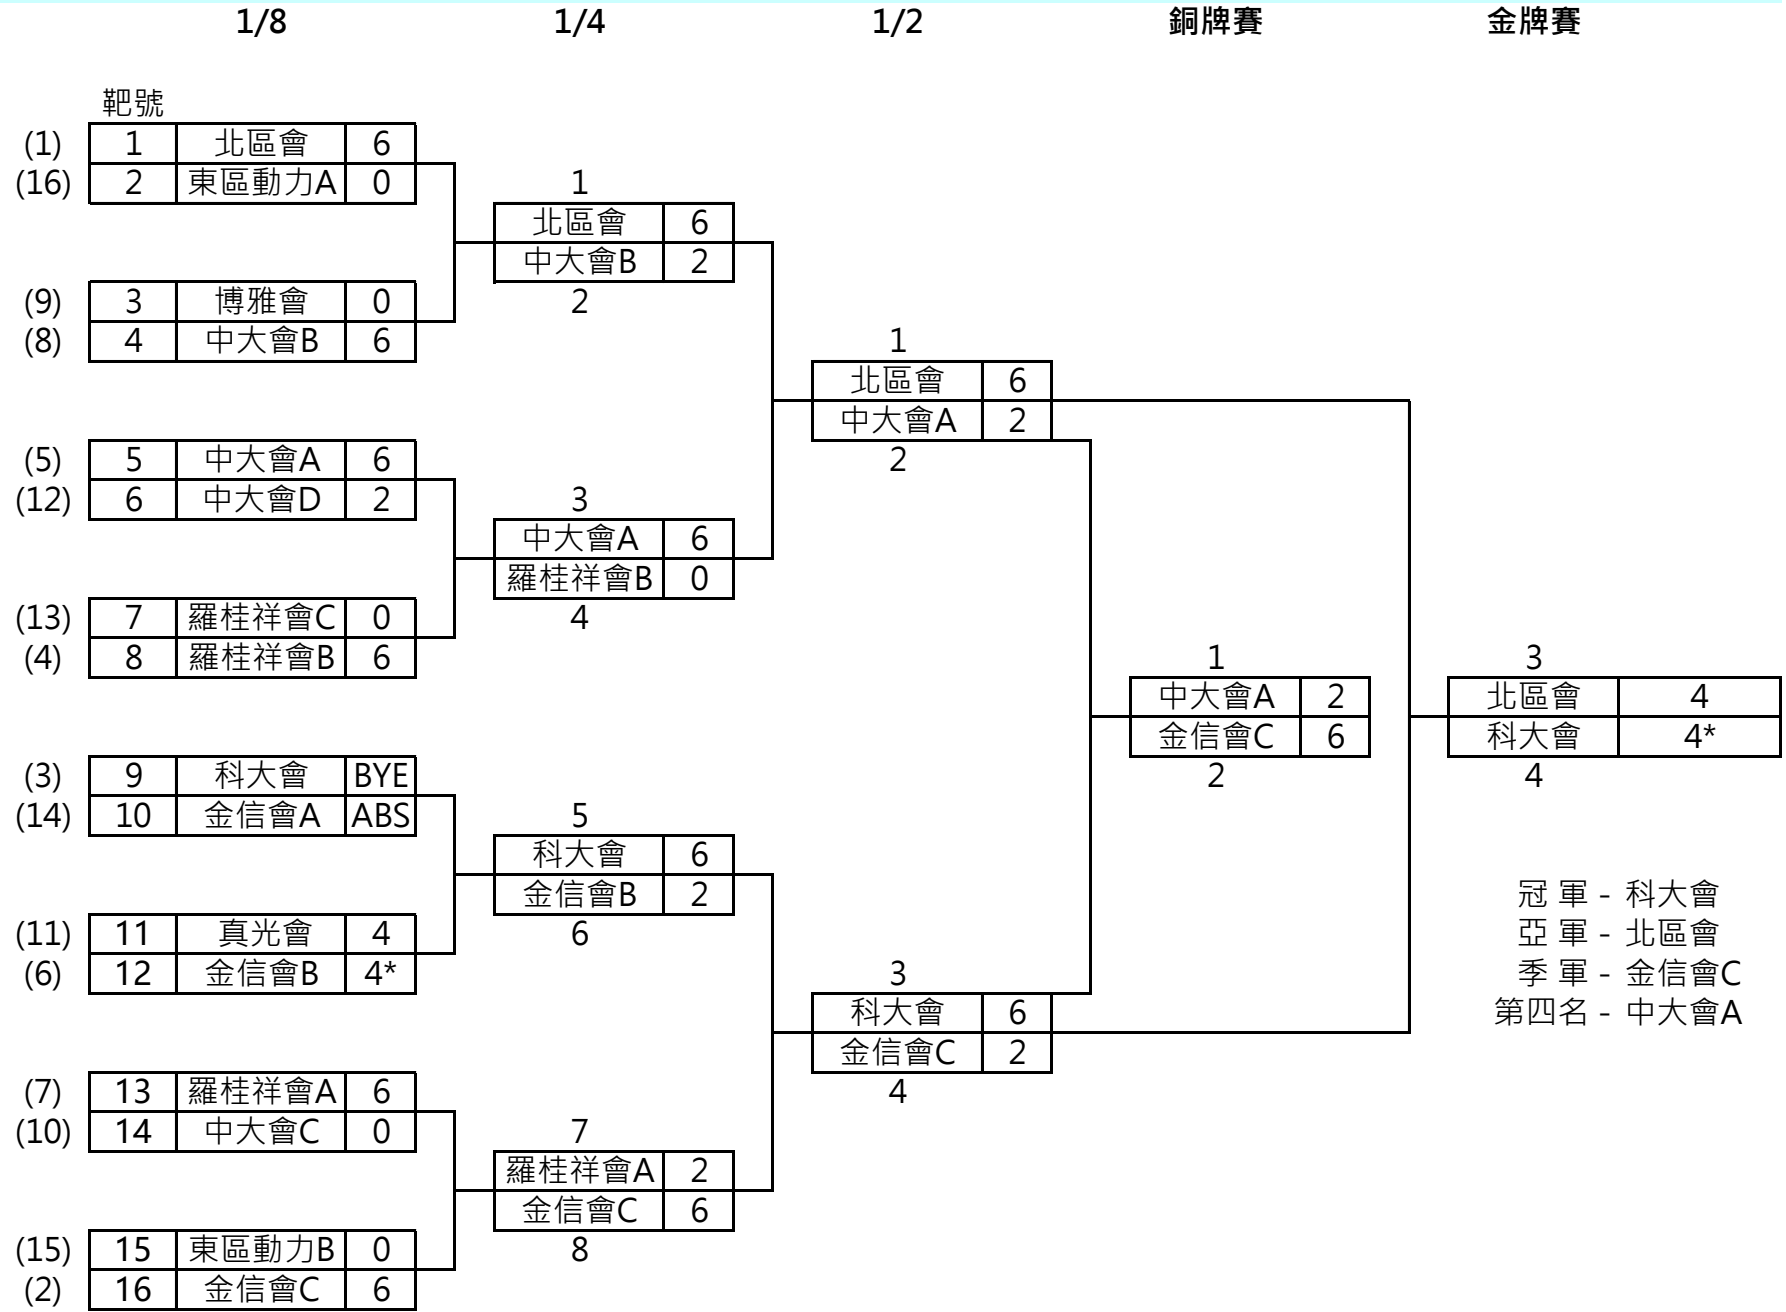 1/8 1/4 1/2 銅牌賽 金牌賽
靶號
(1) 1 北區會 6
(16) 2 東區動力A 0
1
北區會 6
中大會B 2
2
(9) 3 博雅會 0
(8) 4 中大會B 6
1
北區會 6
中大會A 2
2
(5) 5 中大會A 6
(12) 6 中大會D 2
3
中大會A 6
羅桂祥會B 0
4
(13) 7 羅桂祥會C 0
(4) 8 羅桂祥會B 6
1
中大會A 2
金信會C 6
2
3
北區會 4
科大會 4*
4
(3) 9 科大會 BYE
(14) 10 金信會A ABS
5
科大會 6
金信會B 2
6
(11) 11 真光會 4
(6) 12 金信會B 4*
3
科大會 6
金信會C 2
4
冠 軍 - 科大會
亞 軍 - 北區會
季 軍 - 金信會C
第四名 - 中大會A
(7) 13 羅桂祥會A 6
(10) 14 中大會C 0
7
羅桂祥會A 2
金信會C 6
8
(15) 15 東區動力B 0
(2) 16 金信會C 6